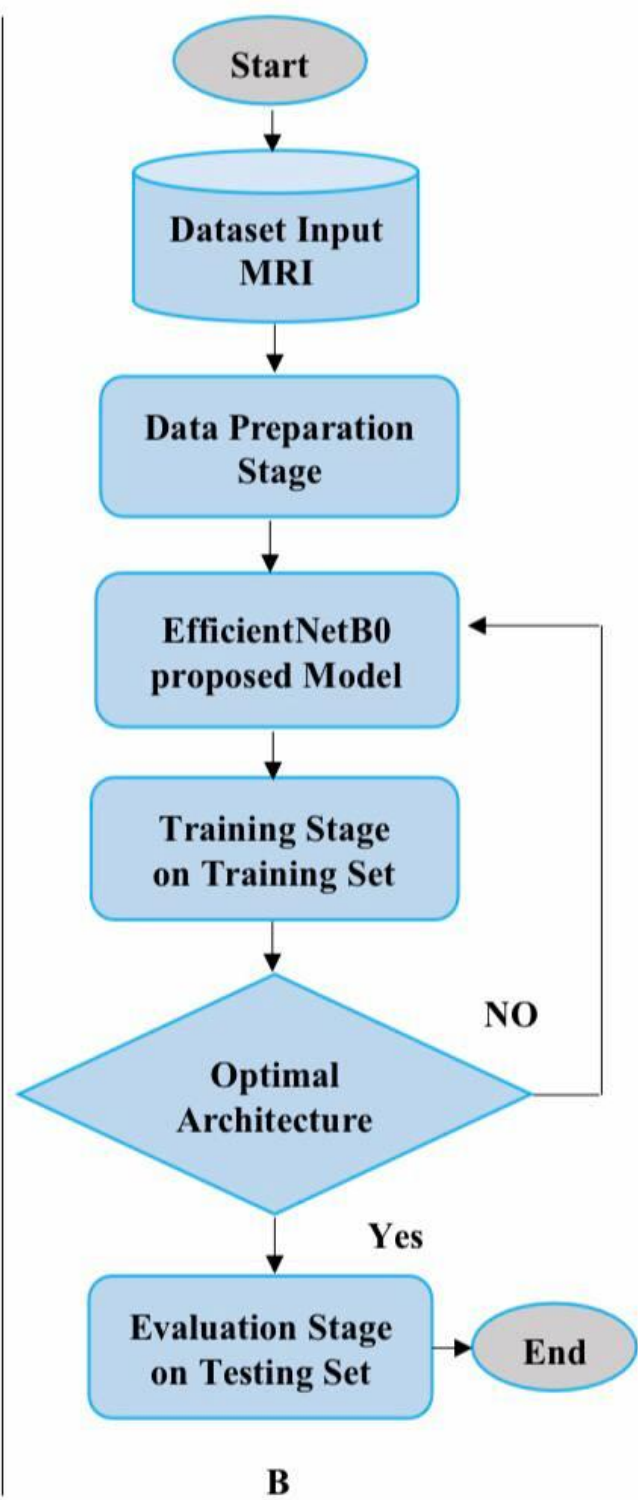 Start
Dataset Input
MRI
Data Preparation
Stage
EfficientNetB0
proposed Model
Training Stage
on Training Set
NO
Optimal
Architecture
Yes
Evaluation Stage
on Testing Set
End
B